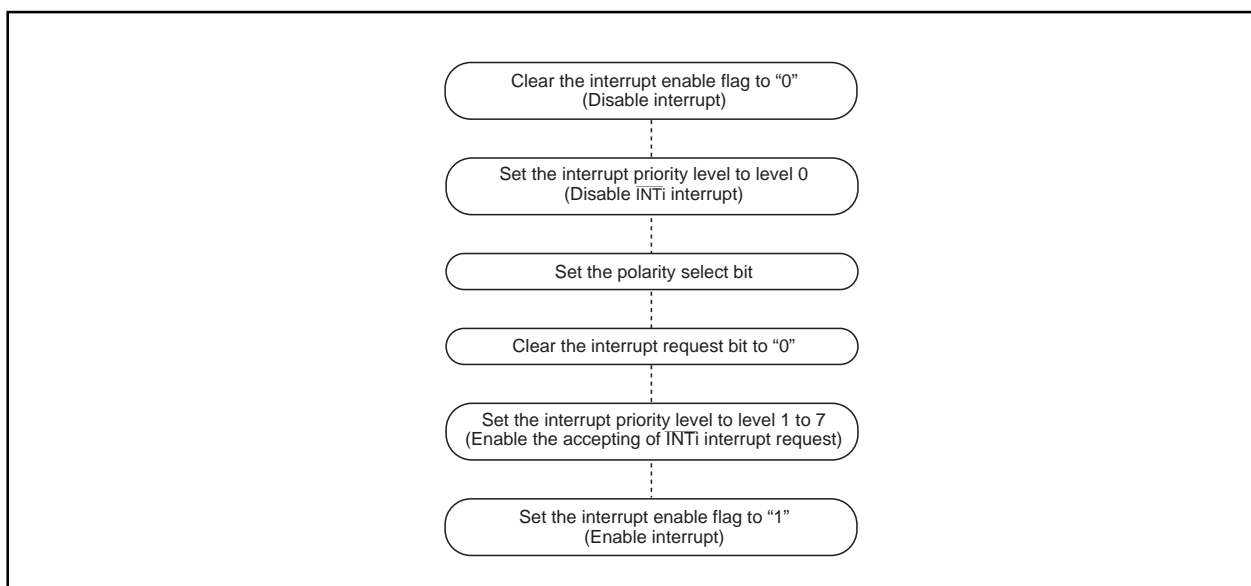 Clear the interrupt enable flag to “0”
(Disable interrupt)
Set the interrupt priority level to level 0
(Disable I̅N̅T̅i interrupt)
Set the polarity select bit
Clear the interrupt request bit to “0”
Set the interrupt priority level to level 1 to 7
(Enable the accepting of I̅N̅T̅i interrupt request)
Set the interrupt enable flag to “1”
(Enable interrupt)